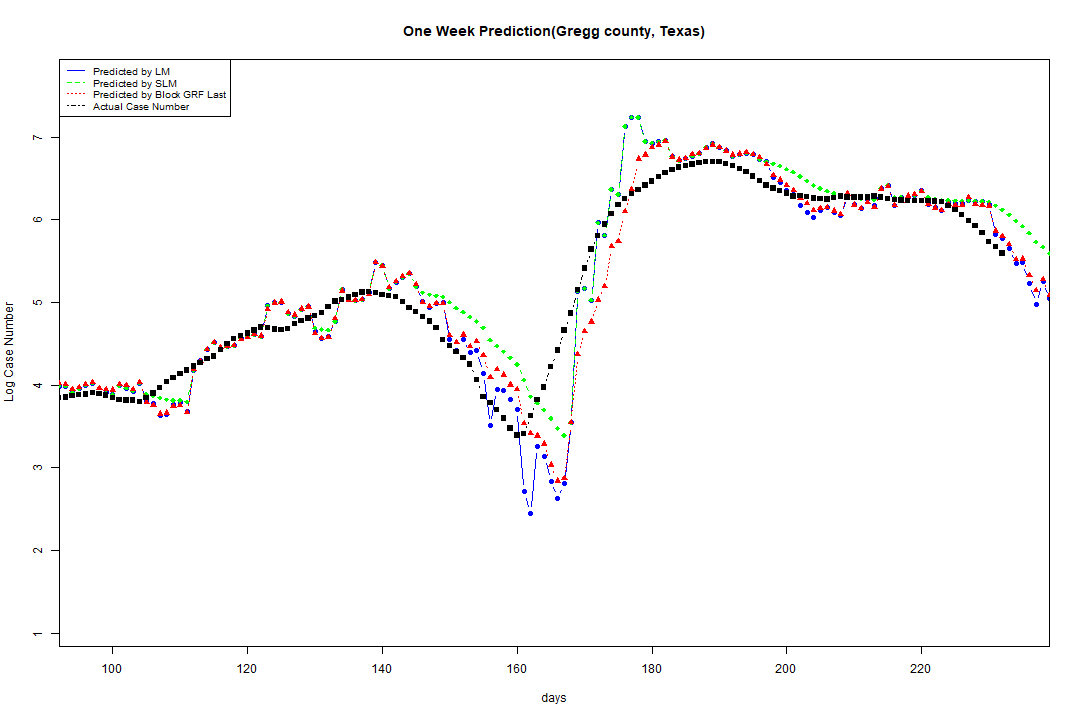 One Week Prediction(Gregg county, Texas)
Predicted by LM
Predicted by SLM
Predicted by Block GRF Last
Actual Case Number
Log Case Number
7
6
5
4
3
2
1
100 120 140 160 180 200 220
days